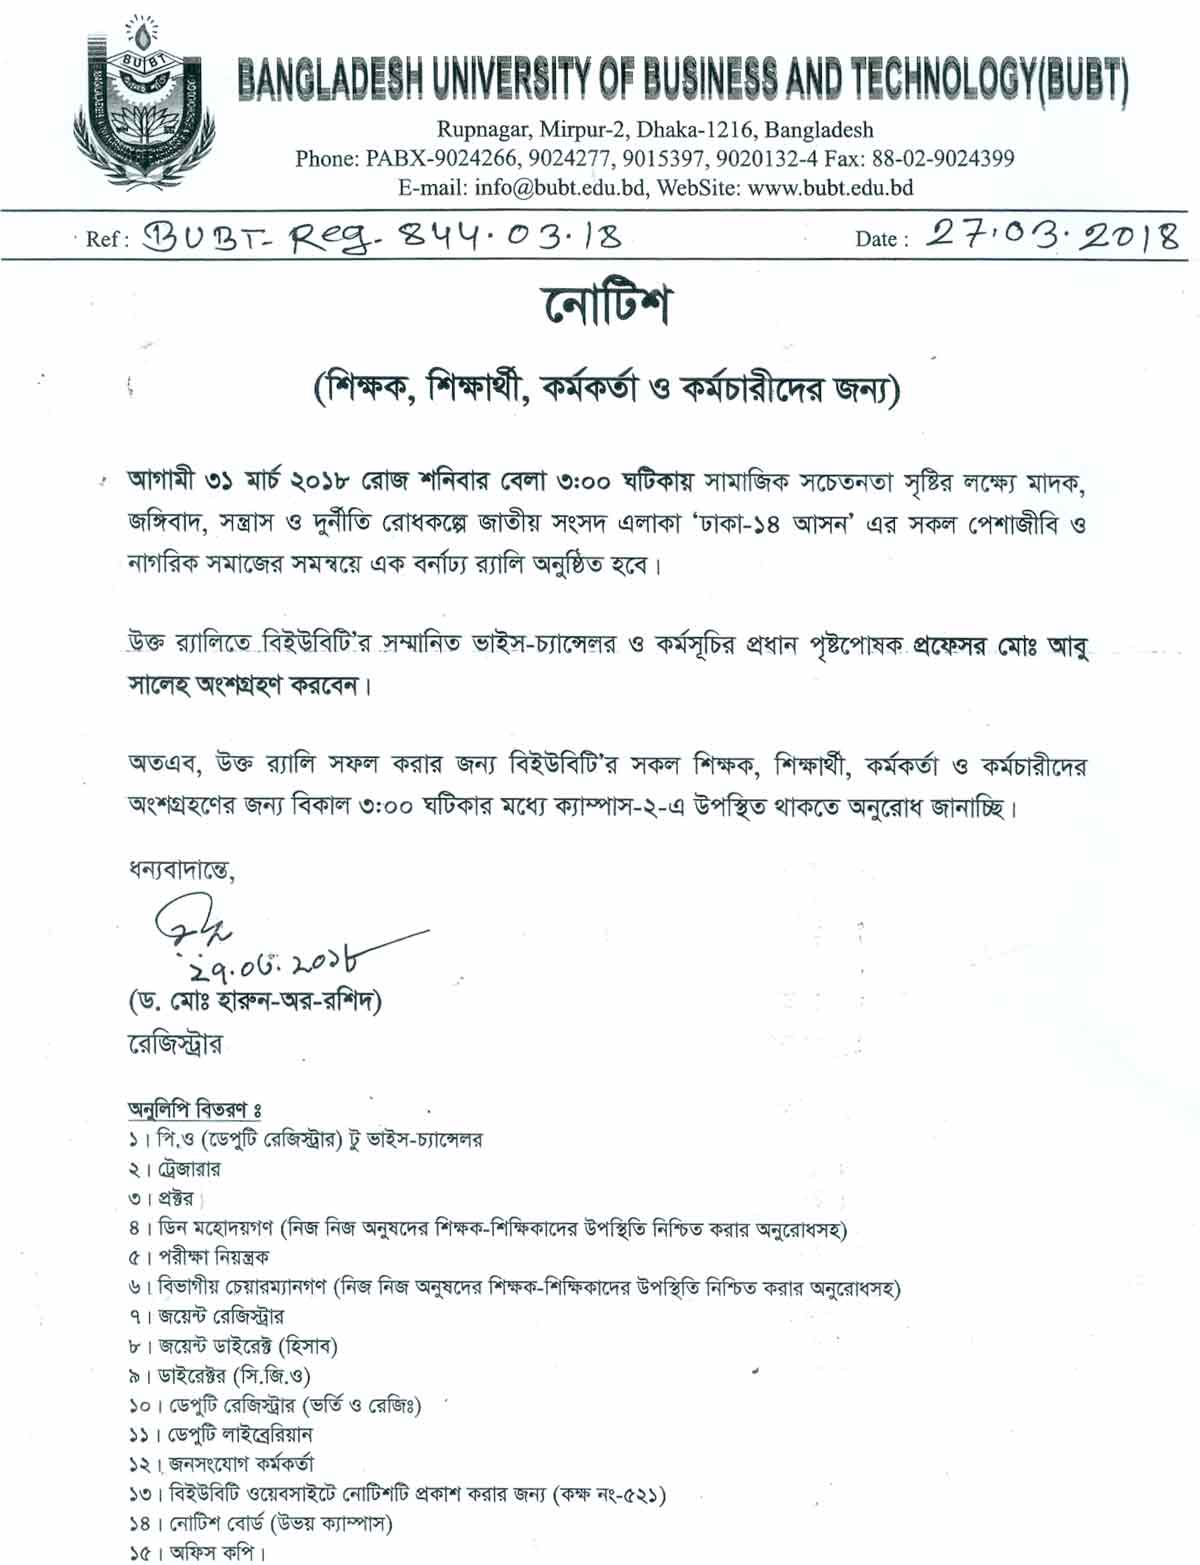 BUBT
BANGLADESH UNIVERSITY OF BUSINESS AND TECHNOLOGY(BUBT)
Rupnagar, Mirpur-2, Dhaka-1216, Bangladesh
Phone: PABX-9024266, 9024277, 9015397, 9020132-4 Fax: 88-02-9024399
E-mail: info@bubt.edu.bd, WebSite: www.bubt.edu.bd
Ref : BUBT-Reg-844.03.18 Date : 27.03.2018
নোটিশ
(শিক্ষক, শিক্ষার্থী, কর্মকর্তা ও কর্মচারীদের জন্য)
আগামী ৩১ মার্চ ২০১৮ রোজ শনিবার বেলা ৩:০০ ঘটিকায় সামাজিক সচেতনতা সৃষ্টির লক্ষ্যে মাদক,
জঙ্গিবাদ, সন্ত্রাস ও দুর্নীতি রোধকল্পে জাতীয় সংসদ এলাকা ‘ঢাকা-১৪ আসন’ এর সকল পেশাজীবি ও
নাগরিক সমাজের সমন্বয়ে এক বর্নাঢ্য র‍্যালি অনুষ্ঠিত হবে।
উক্ত র‍্যালিতে বিইউবিটি’র সম্মানিত ভাইস-চ্যান্সেলর ও কর্মসূচির প্রধান পৃষ্টপোষক প্রফেসর মোঃ আবু
সালেহ অংশগ্রহণ করবেন।
অতএব, উক্ত র‍্যালি সফল করার জন্য বিইউবিটি’র সকল শিক্ষক, শিক্ষার্থী, কর্মকর্তা ও কর্মচারীদের
অংশগ্রহণের জন্য বিকাল ৩:০০ ঘটিকার মধ্যে ক্যাম্পাস-২-এ উপস্থিত থাকতে অনুরোধ জানাচ্ছি।
ধন্যবাদান্তে,
২৭.০৩.২০১৮
(ড. মোঃ হারুন-অর-রশিদ)
রেজিস্ট্রার
অনুলিপি বিতরণ ঃ
১। পি.ও (ডেপুটি রেজিস্ট্রার) টু ভাইস-চ্যান্সেলর
২। ট্রেজারার
৩। প্রক্টর
৪। ডিন মহোদয়গণ (নিজ নিজ অনুষদের শিক্ষক-শিক্ষিকাদের উপস্থিতি নিশ্চিত করার অনুরোধসহ)
৫। পরীক্ষা নিয়ন্ত্রক
৬। বিভাগীয় চেয়ারম্যানগণ (নিজ নিজ অনুষদের শিক্ষক-শিক্ষিকাদের উপস্থিতি নিশ্চিত করার অনুরোধসহ)
৭। জয়েন্ট রেজিস্ট্রার
৮। জয়েন্ট ডাইরেক্ট (হিসাব)
৯। ডাইরেক্টর (সি.জি.ও)
১০। ডেপুটি রেজিস্ট্রার (ভর্তি ও রেজিঃ)
১১। ডেপুটি লাইব্রেরিয়ান
১২। জনসংযোগ কর্মকর্তা
১৩। বিইউবিটি ওয়েবসাইটে নোটিশটি প্রকাশ করার জন্য (কক্ষ নং-৫২১)
১৪। নোটিশ বোর্ড (উভয় ক্যাম্পাস)
১৫। অফিস কপি।